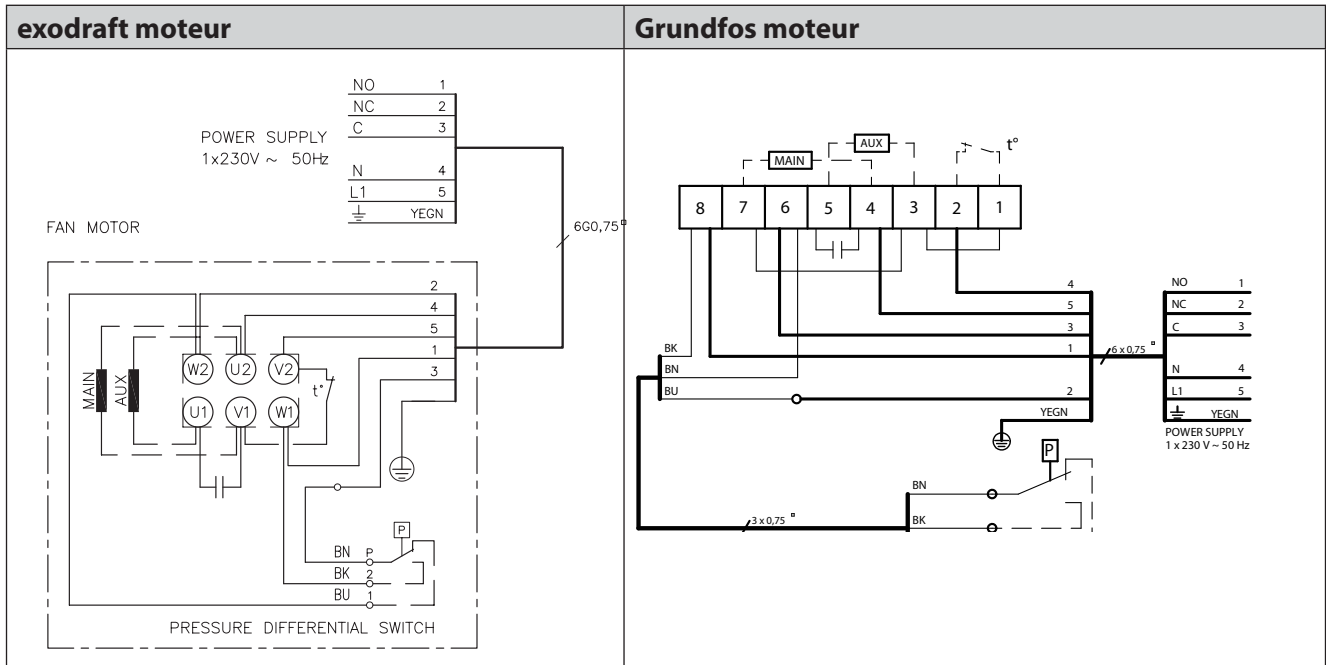 exodraft moteur
NO 1
NC 2
C 3
POWER SUPPLY
1x230V ~ 50Hz
N 4
L1 5
YEGN
6G0,75
FAN MOTOR
2
4
5
1
3
MAIN
AUX
W2 U2 V2
t°
U1 V1 W1
P
BN P
BK 2
BU 1
PRESSURE DIFFERENTIAL SWITCH
Grundfos moteur
AUX
MAIN
t°
8 7 6 5 4 3 2 1
4
5
3
1
2
YEGN
6 x 0,75
NO 1
NC 2
C 3
N 4
L1 5
YEGN
POWER SUPPLY
1 x 230 V ~ 50 Hz
BK
BN
BU
P
BN
BK
3 x 0,75